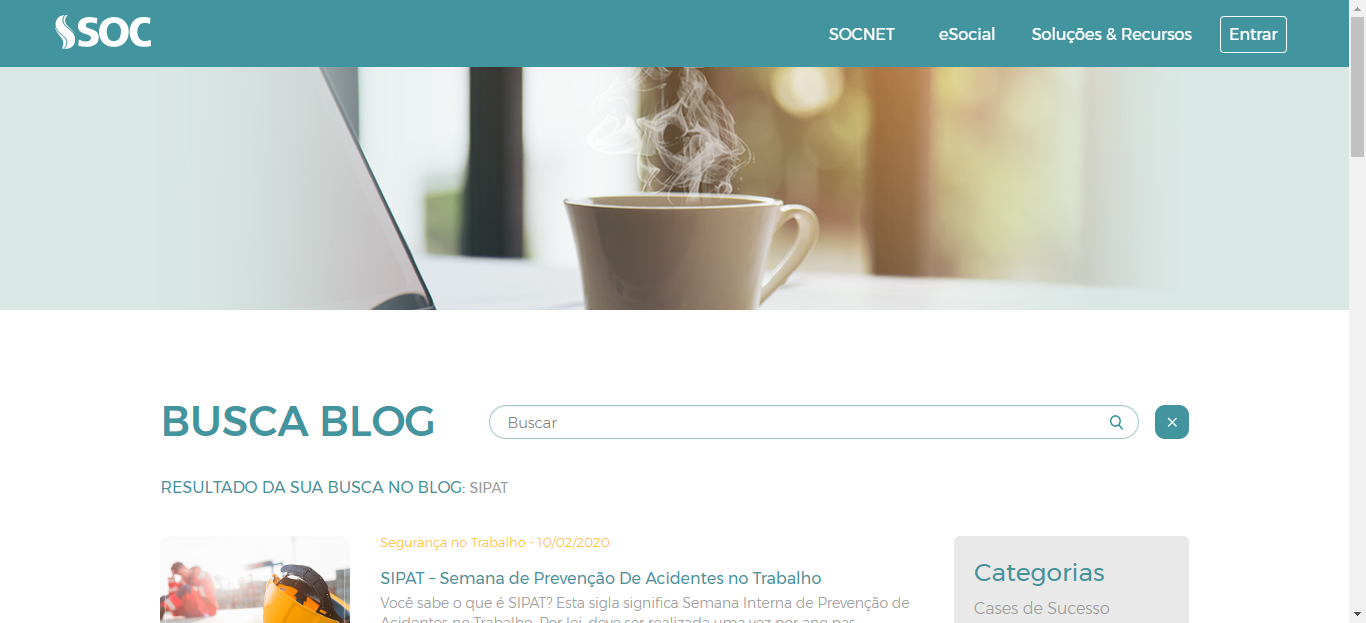 SOC
SOCNET
eSocial
Soluções & Recursos
Entrar
BUSCA BLOG
Buscar
RESULTADO DA SUA BUSCA NO BLOG: SIPAT
Segurança no Trabalho - 10/02/2020
SIPAT – Semana de Prevenção De Acidentes no Trabalho
Você sabe o que é SIPAT? Esta sigla significa Semana Interna de Prevenção de
Acidentes no Trabalho. Por lei, deve ser realizada uma vez por ano nas
Categorias
Cases de Sucesso